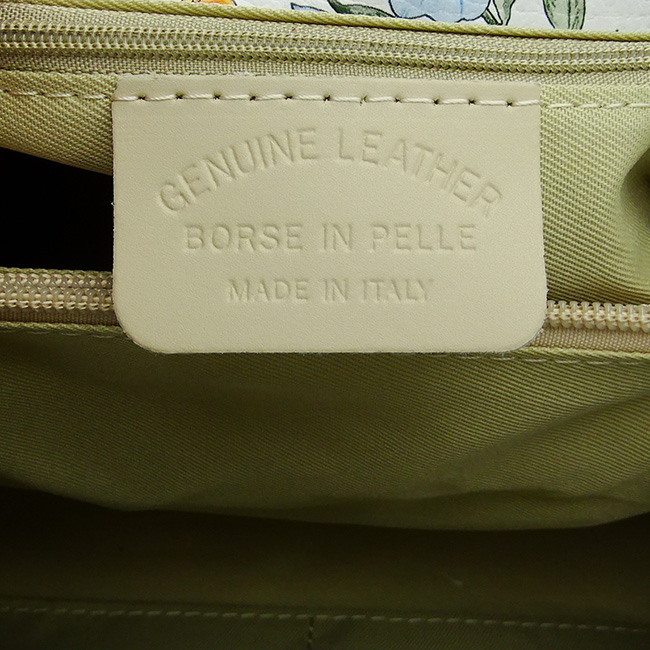 GENUINE LEATHER
BORSE IN PELLE
MADE IN ITALY